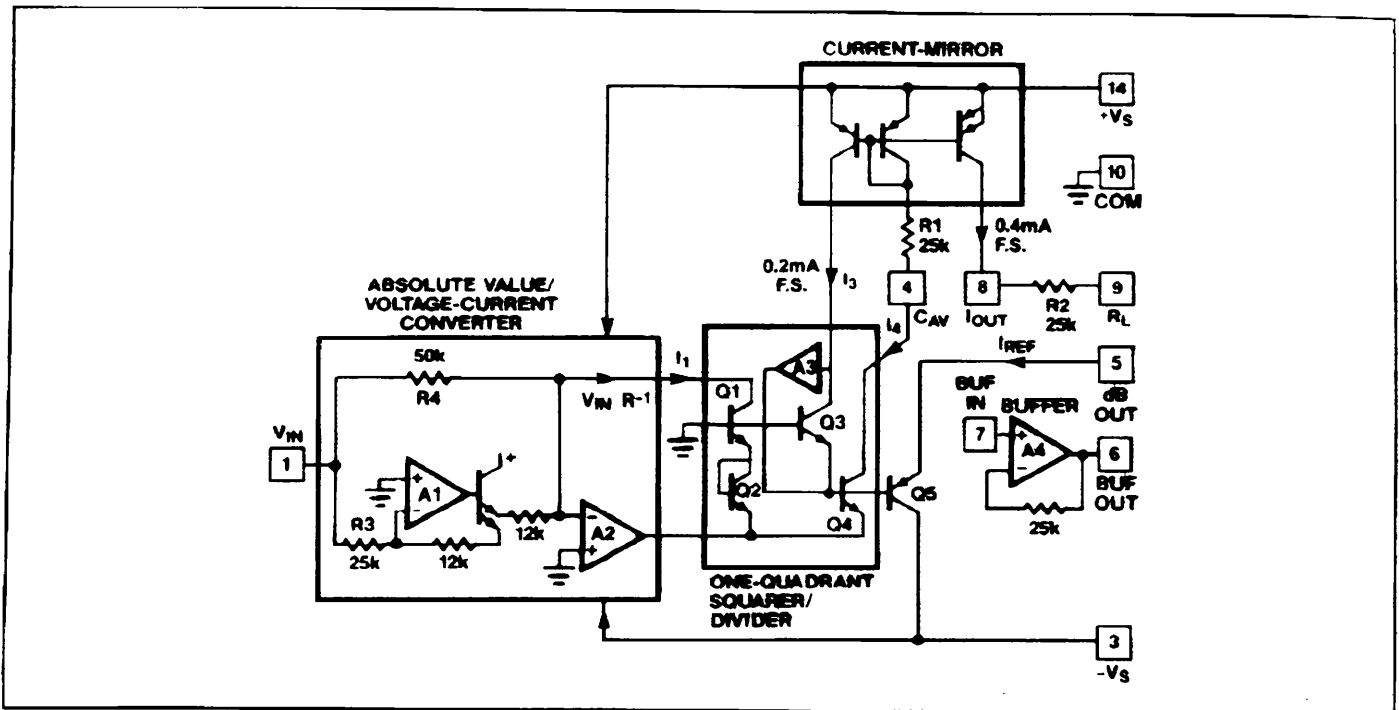 CURRENT-MIRROR
14
+VS
10
COM
R1
25k
0.4mA
F.S.
0.2mA
F.S.
I3
4
CAV
8
IOUT
R2
25k
9
RL
ABSOLUTE VALUE/
VOLTAGE-CURRENT
CONVERTER
50k
R4
I1
VIN R-1
I4
IREF
5
dB
OUT
A3
Q1
Q3
BUF
IN
BUFFER
7
+
A4
-
6
BUF
OUT
25k
VIN
1
+
+
A1
-
R3
25k
12k
12k
-
A2
+
Q2
Q4
Q5
ONE-QUADRANT
SQUARER/
DIVIDER
3
-VS